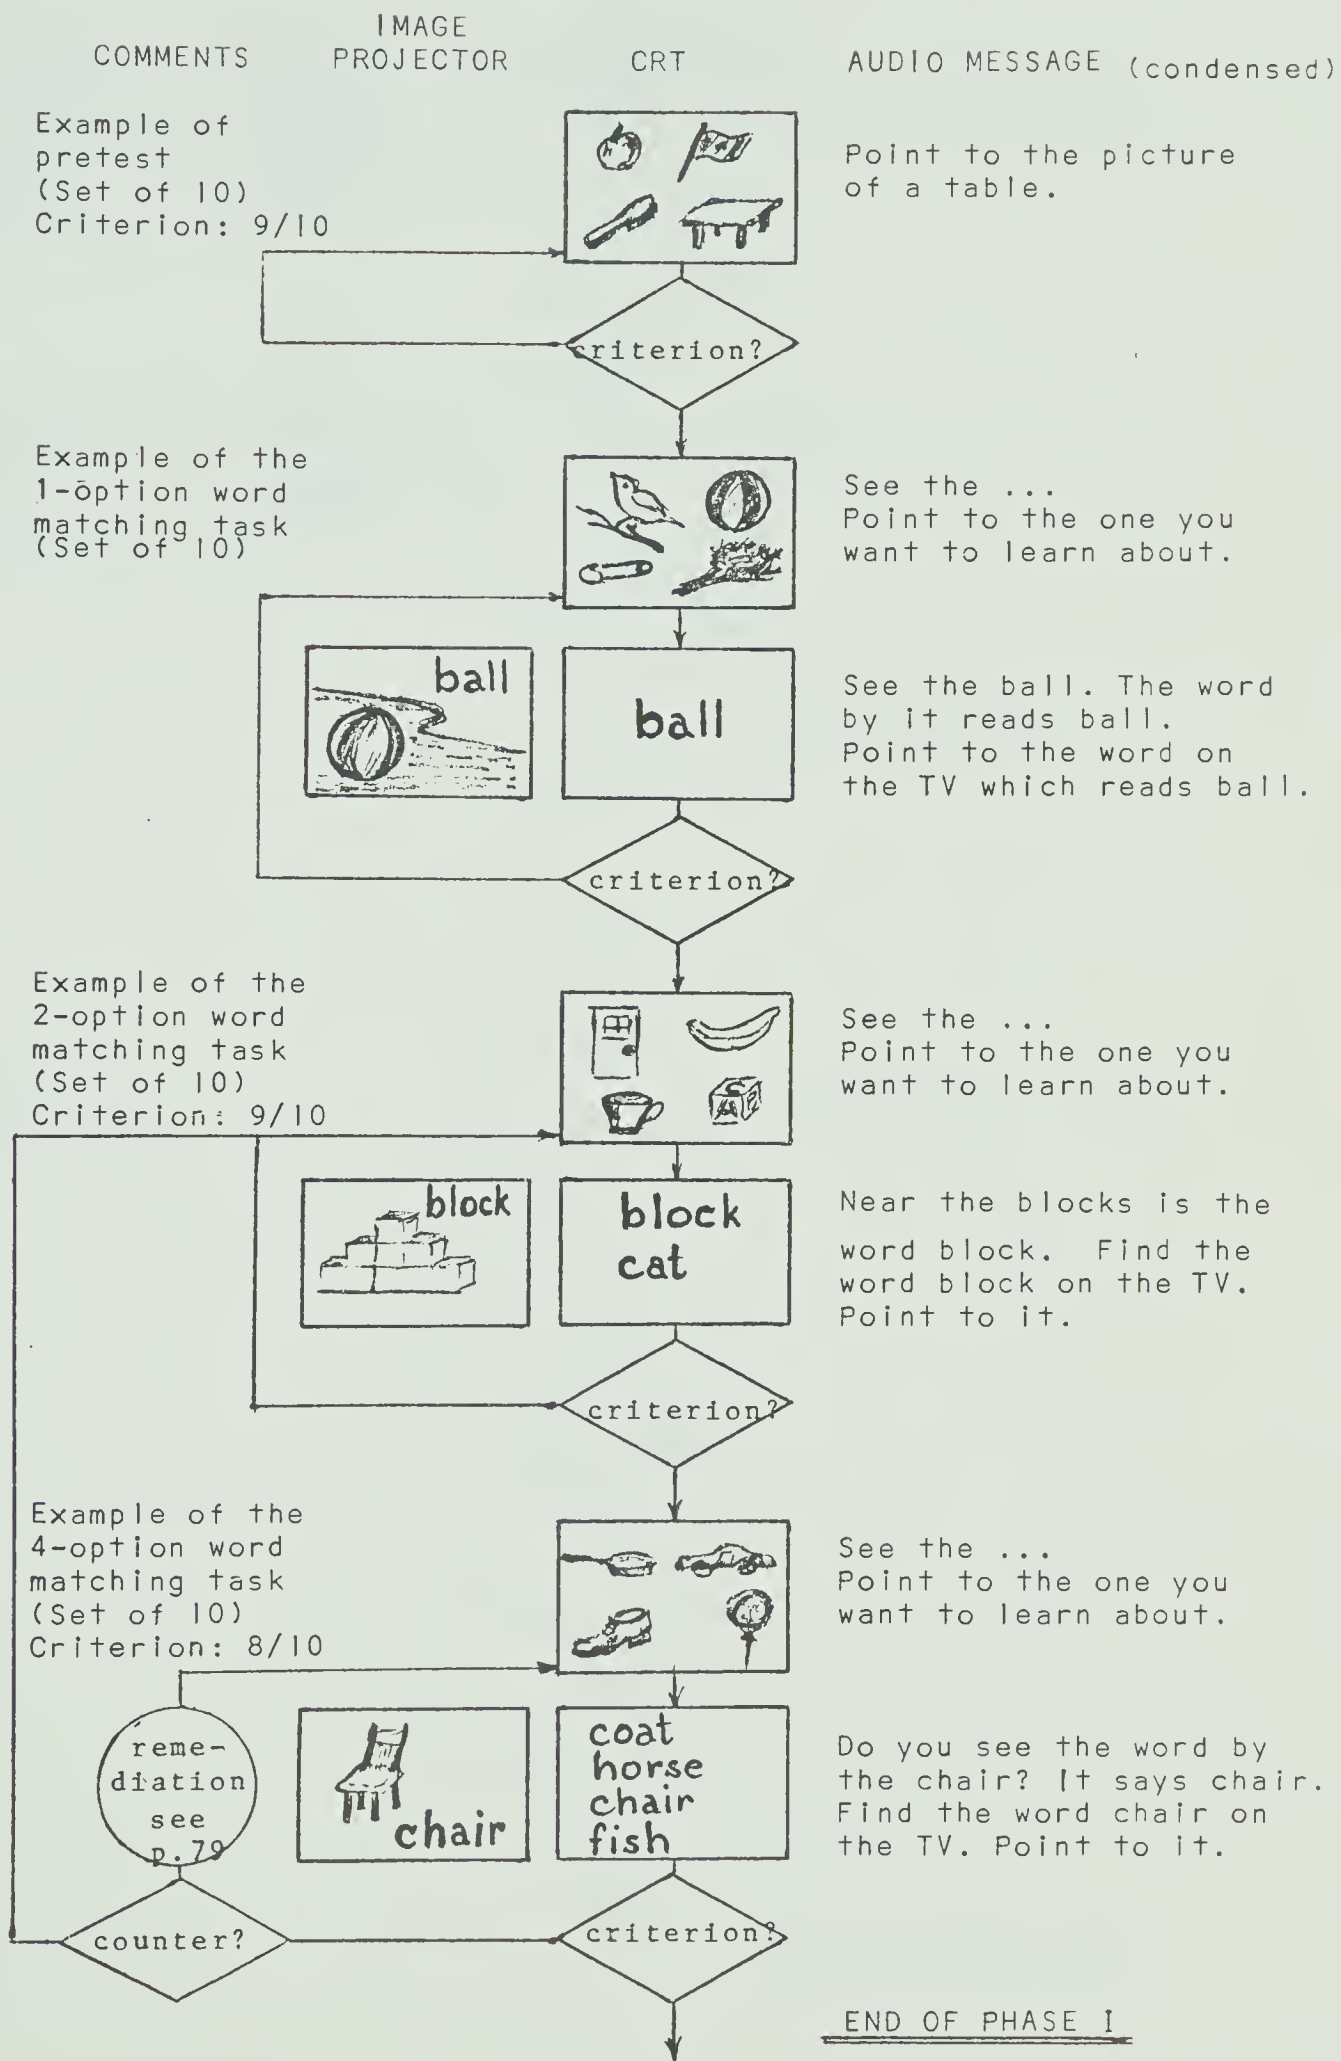 IMAGE
COMMENTS PROJECTOR CRT AUDIO MESSAGE (condensed)
Example of
pretest
(Set of 10)
Criterion: 9/10
Point to the picture
of a table.
criterion?
Example of the
1-option word
matching task
(Set of 10)
See the ...
Point to the one you
want to learn about.
ball
ball
See the ball. The word
by it reads ball.
Point to the word on
the TV which reads ball.
criterion?
Example of the
2-option word
matching task
(Set of 10)
Criterion: 9/10
See the ...
Point to the one you
want to learn about.
block
block
cat
Near the blocks is the
word block. Find the
word block on the TV.
Point to it.
criterion?
Example of the
4-option word
matching task
(Set of 10)
Criterion: 8/10
See the ...
Point to the one you
want to learn about.
reme-
diation
see
p.79
chair
coat
horse
chair
fish
Do you see the word by
the chair? It says chair.
Find the word chair on
the TV. Point to it.
counter?
criterion?
END OF PHASE I